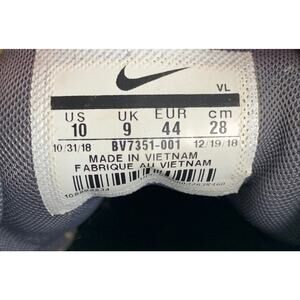 VL
US UK EUR cm
10 9 44 28
10/31/18 BV7351-001 12/19/18
MADE IN VIETNAM
FABRIQUE AU VIETNAM